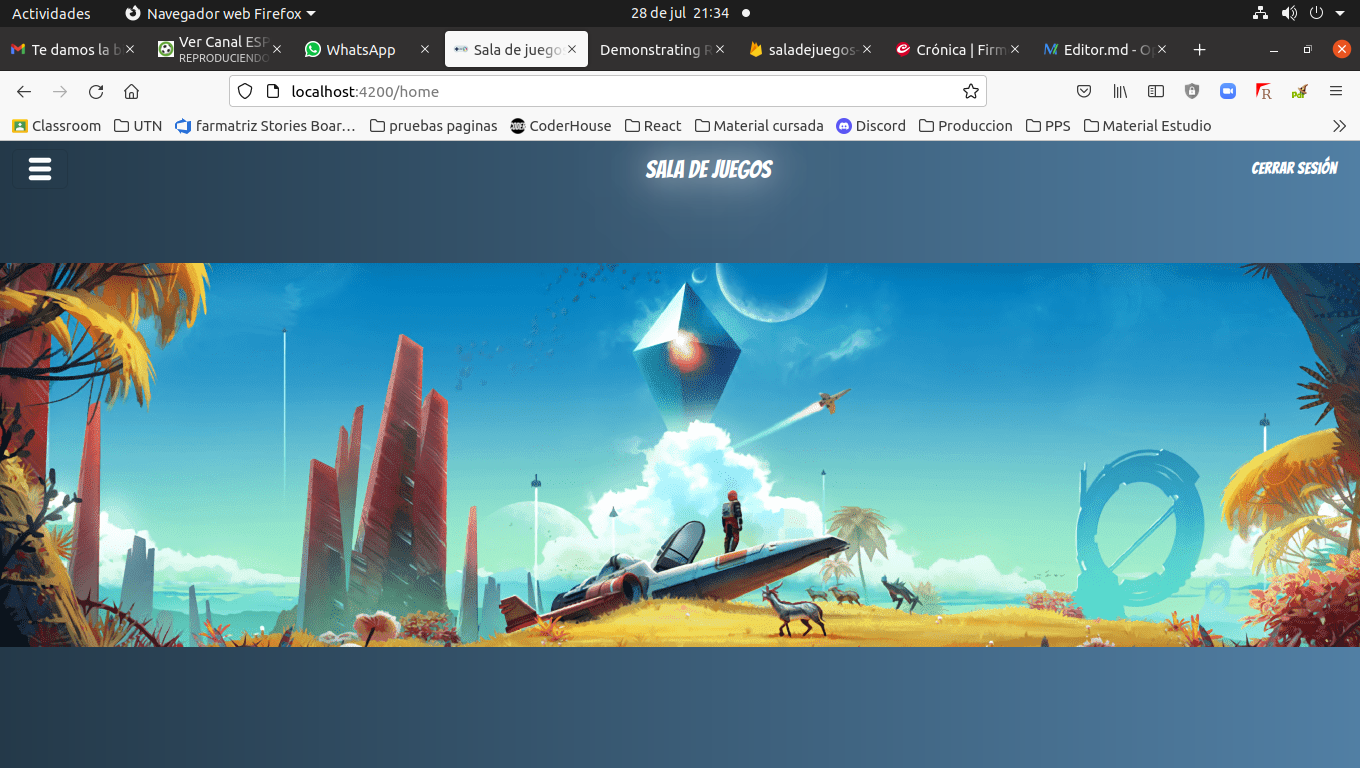 Actividades Navegador web Firefox 28 de jul 21:34
Te damos la b Ver Canal ESP WhatsApp Sala de juego Demonstrating R saladejuegos- Crónica | Firm Editor.md - Op
REPRODUCIENDO
localhost:4200/home
Classroom UTN farmatriz Stories Boar… pruebas paginas CoderHouse React Material cursada Discord Produccion PPS Material Estudio
SALA DE JUEGOS CERRAR SESIÓN